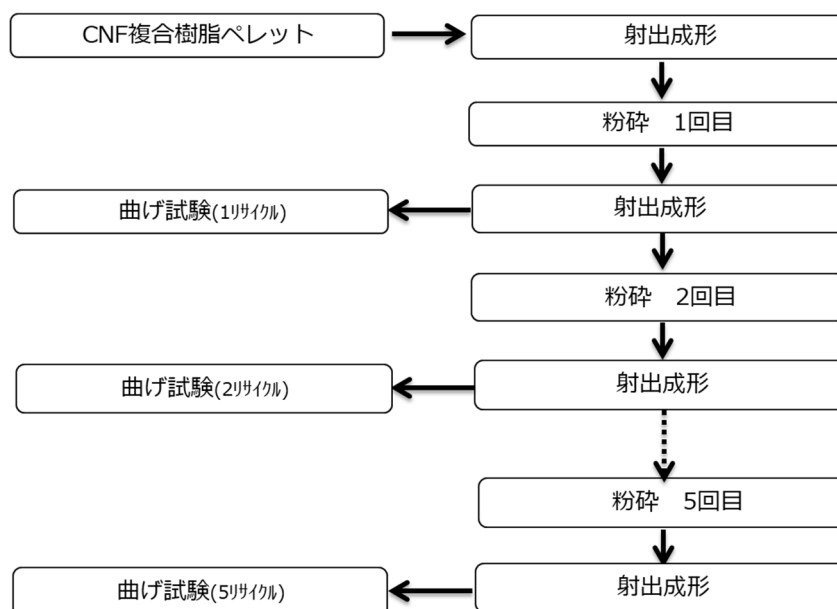 CNF複合樹脂ペレット
射出成形
粉砕　1回目
曲げ試験(1ﾘｻｲｸﾙ)
射出成形
粉砕　2回目
曲げ試験(2ﾘｻｲｸﾙ)
射出成形
粉砕　5回目
曲げ試験(5ﾘｻｲｸﾙ)
射出成形